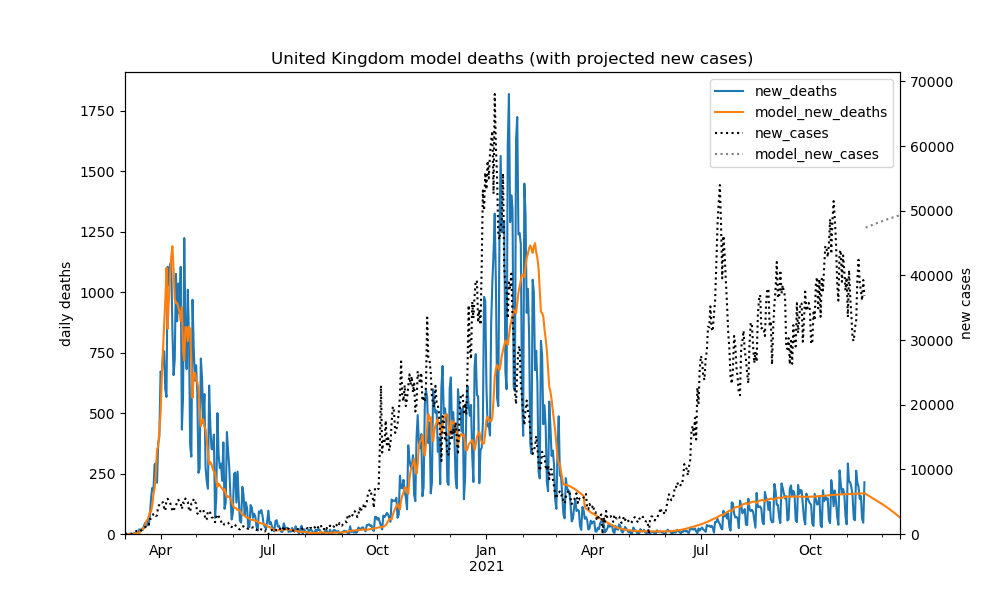 United Kingdom model deaths (with projected new cases)
new_deaths
model_new_deaths
new_cases
model_new_cases
daily deaths
1750
1500
1250
1000
750
500
250
0
new cases
70000
60000
50000
40000
30000
20000
10000
0
Apr
Jul
Oct
Jan
2021
Apr
Jul
Oct